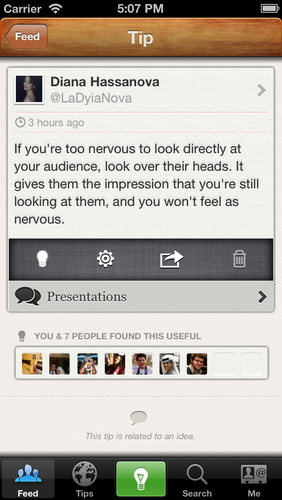 Carrier 5:07 PM
Feed Tip
Diana Hassanova
@LaDyiaNova
3 hours ago
If you're too nervous to look directly at
your audience, look over their heads. It
gives them the impression that you're still
looking at them, and you won't feel as
nervous.
Presentations
YOU & 7 PEOPLE FOUND THIS USEFUL
This tip is related to an idea.
Feed Tips Search Me